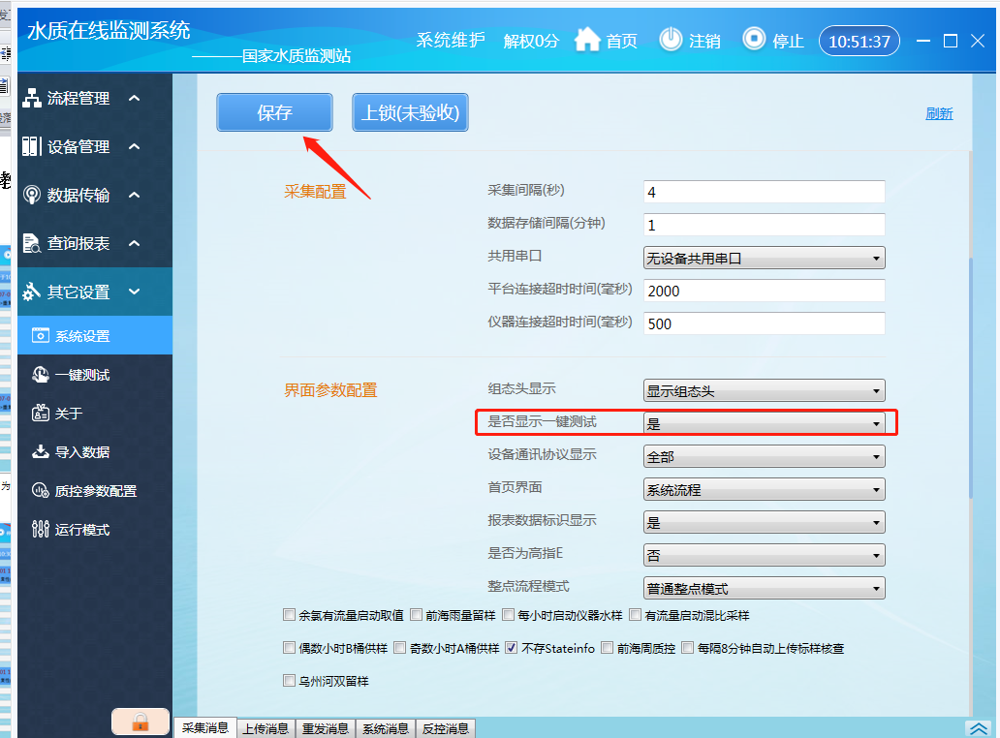 水质在线监测系统
———国家水质监测站
系统维护 解权0分 首页 注销 停止 10:51:37
流程管理
设备管理
数据传输
查询报表
其它设置
系统设置
一键测试
关于
导入数据
质控参数配置
运行模式
保存 上锁(未验收) 刷新
采集配置
采集间隔(秒) 4
数据存储间隔(分钟) 1
共用串口 无设备共用串口
平台连接超时时间(毫秒) 2000
仪器连接超时时间(毫秒) 500
界面参数配置
组态头显示 显示组态头
是否显示一键测试 是
设备通讯协议显示 全部
首页界面 系统流程
报表数据标识显示 是
是否为高指E 否
整点流程模式 普通整点模式
余氯有流量启动取值 前海雨量留样 每小时启动仪器水样 有流量启动混比采样
偶数小时B桶供样 奇数小时A桶供样 不存Stateinfo 前海周质控 每隔8分钟自动上传标样核查
乌州河双留样
采集消息 上传消息 重发消息 系统消息 反控消息